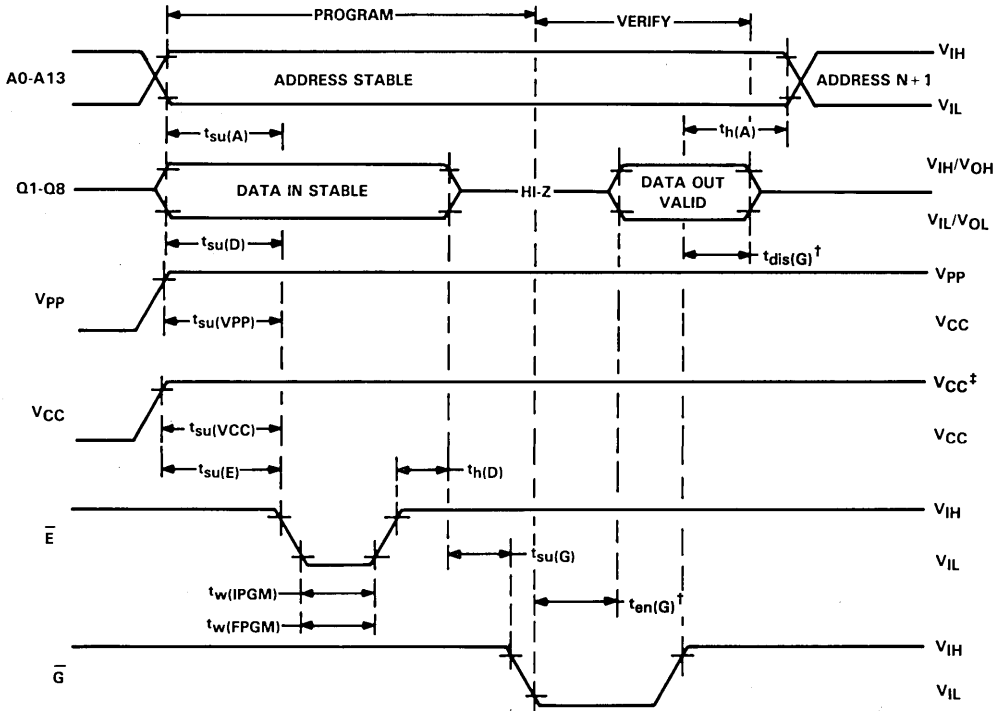 PROGRAM
VERIFY
A0-A13
ADDRESS STABLE
ADDRESS N + 1
VIH
VIL
tsu(A)
th(A)
Q1-Q8
DATA IN STABLE
HI-Z
DATA OUT
VALID
VIH/VOH
VIL/VOL
tsu(D)
tdis(G)†
VPP
VPP
tsu(VPP)
VCC
VCC
VCC‡
tsu(VCC)
VCC
tsu(E)
th(D)
E̅
VIH
tsu(G)
VIL
tw(IPGM)
ten(G)†
tw(FPGM)
G̅
VIH
VIL